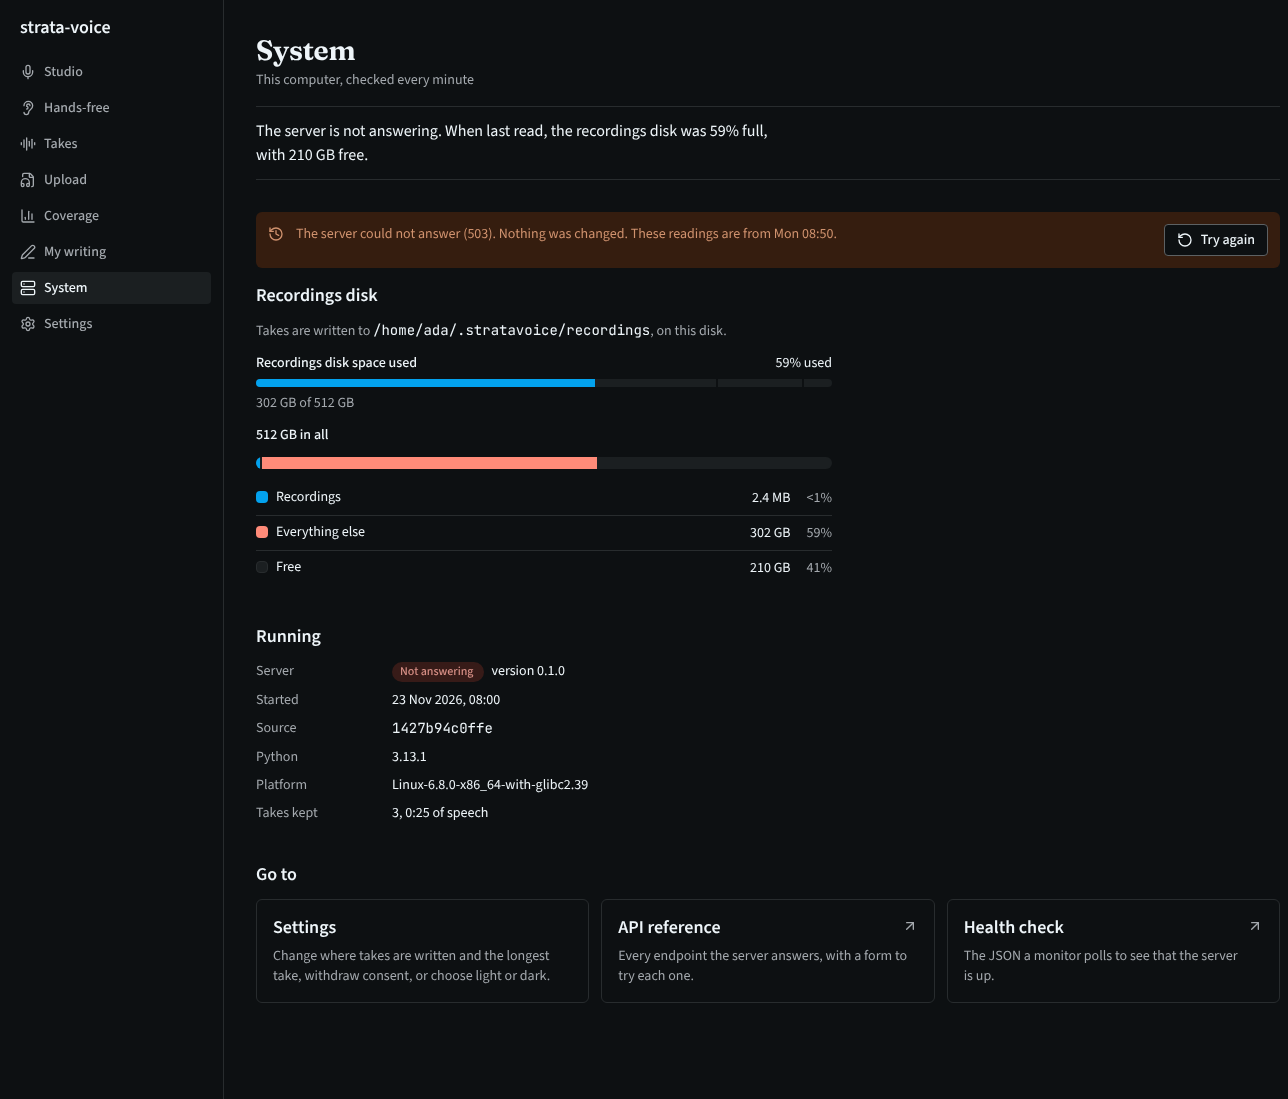 strata-voice
Studio
Hands-free
Takes
Upload
Coverage
My writing
System
Settings
System
This computer, checked every minute
The server is not answering. When last read, the recordings disk was 59% full,
with 210 GB free.
The server could not answer (503). Nothing was changed. These readings are from Mon 08:50.
Try again
Recordings disk
Takes are written to /home/ada/.stratavoice/recordings, on this disk.
Recordings disk space used 59% used
302 GB of 512 GB
512 GB in all
Recordings 2.4 MB <1%
Everything else 302 GB 59%
Free 210 GB 41%
Running
Server Not answering version 0.1.0
Started 23 Nov 2026, 08:00
Source 1427b94c0ffe
Python 3.13.1
Platform Linux-6.8.0-x86_64-with-glibc2.39
Takes kept 3, 0:25 of speech
Go to
Settings
Change where takes are written and the longest
take, withdraw consent, or choose light or dark.
API reference
Every endpoint the server answers, with a form to
try each one.
Health check
The JSON a monitor polls to see that the server
is up.